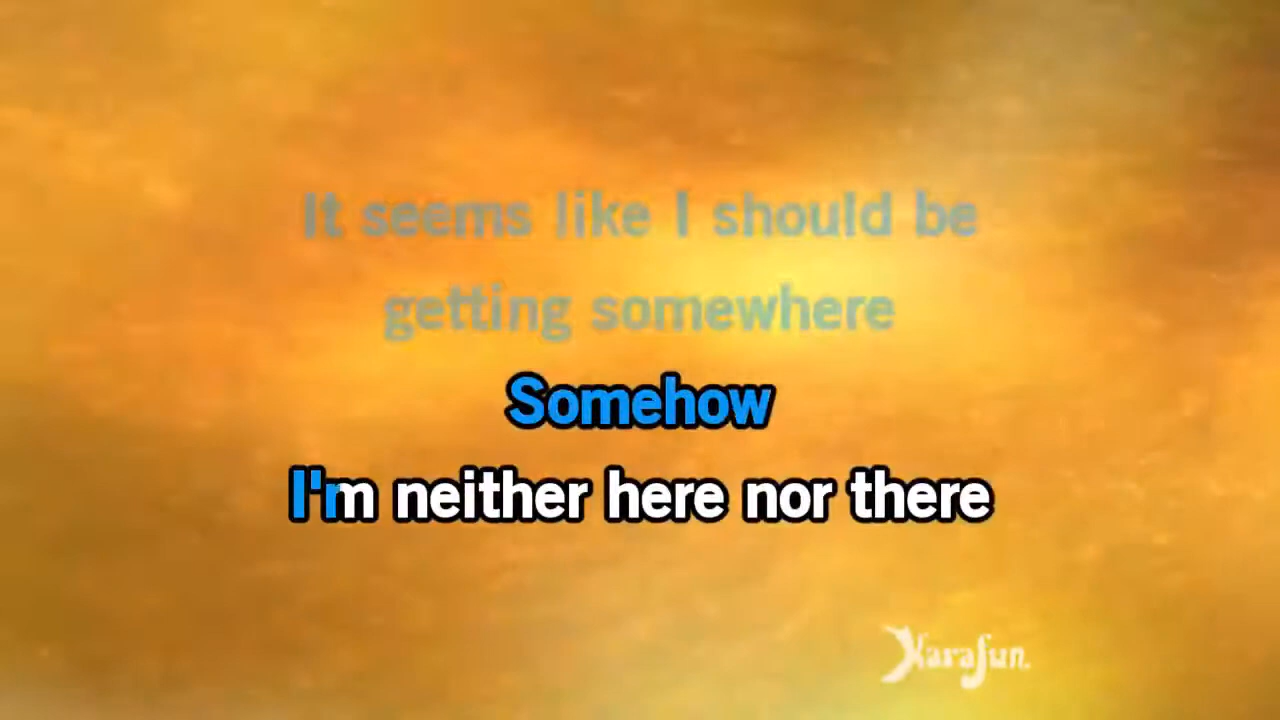 It seems like I should be
getting somewhere
Somehow
I'm neither here nor there
Karafun.